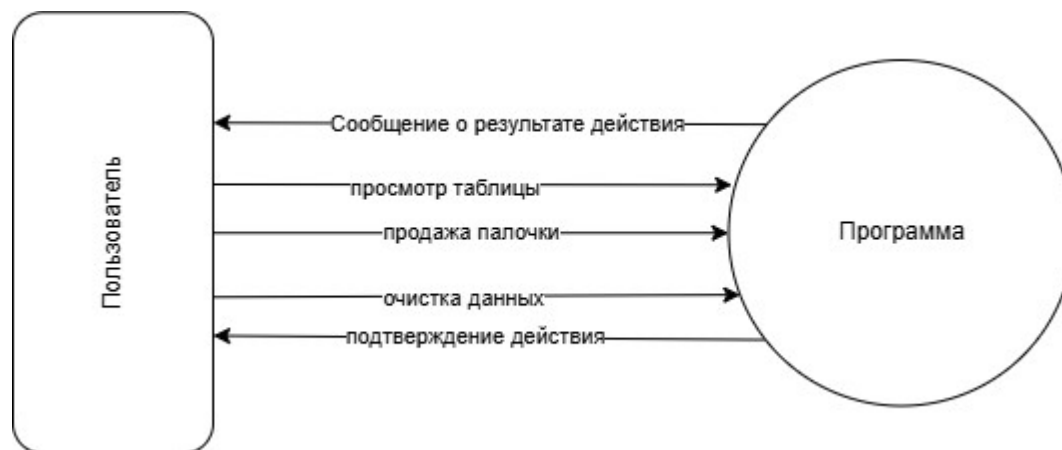 Пользователь
Сообщение о результате действия
просмотр таблицы
продажа палочки
очистка данных
подтверждение действия
Программа